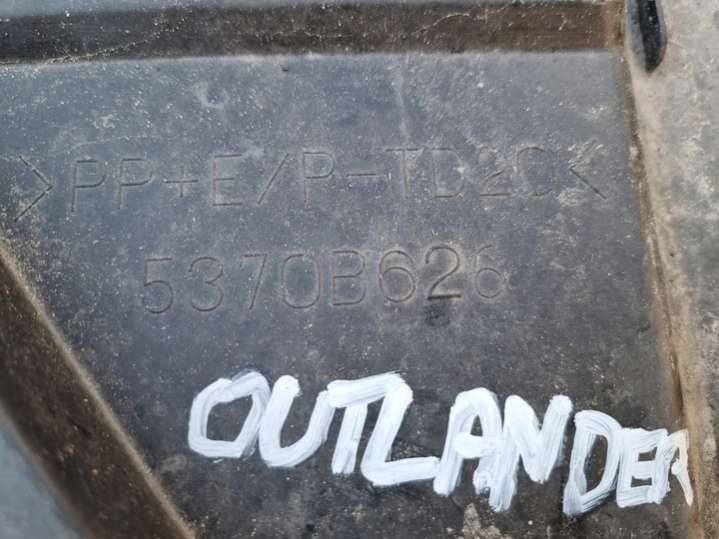 >PP+E/P-TD20<
5370B626
OUTLANDER